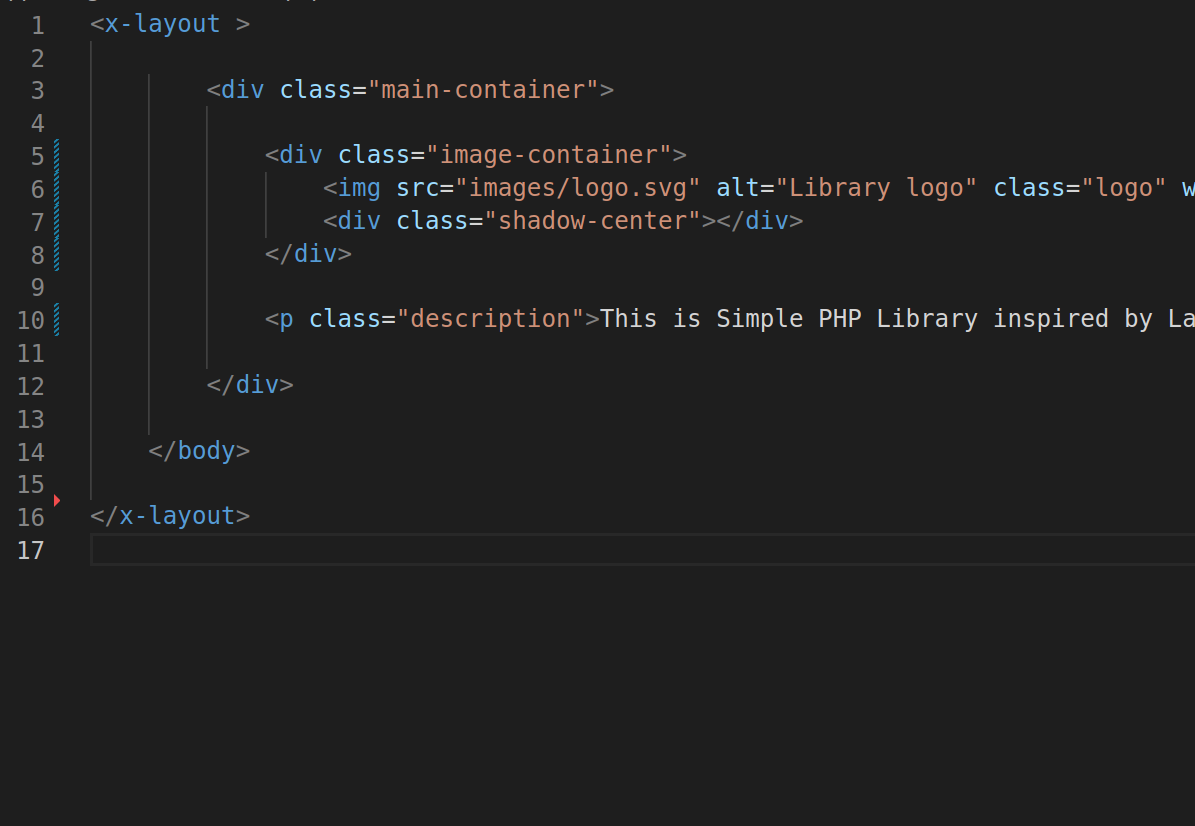 1 <x-layout >
2
3 <div class="main-container">
4
5 <div class="image-container">
6 <img src="images/logo.svg" alt="Library logo" class="logo" w
7 <div class="shadow-center"></div>
8 </div>
9
10 <p class="description">This is Simple PHP Library inspired by La
11
12 </div>
13
14 </body>
15
16 </x-layout>
17